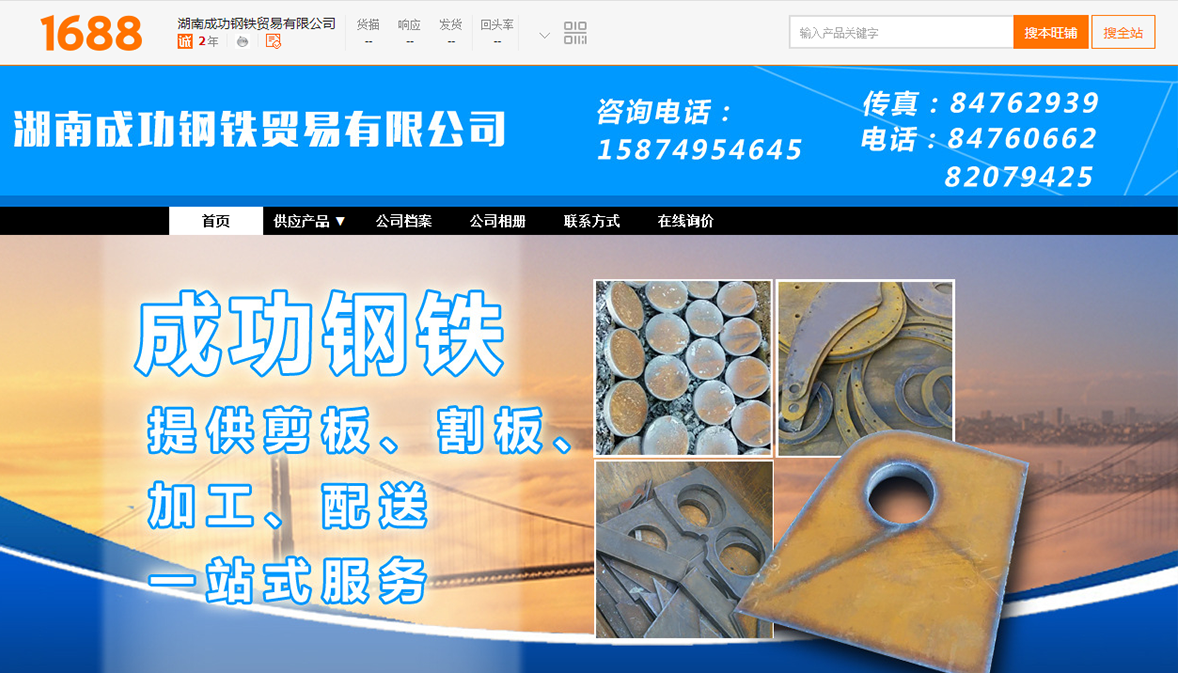 1688
湖南成功钢铁贸易有限公司
诚 2年
货描 响应 发货 回头率
-- -- -- --
输入产品关键字
搜本旺铺
搜全站
湖南成功钢铁贸易有限公司
咨询电话：
15874954645
传真：84762939
电话：84760662
82079425
首页 供应产品 ▼ 公司档案 公司相册 联系方式 在线询价
成功钢铁
提供剪板、割板、
加工、配送
一站式服务